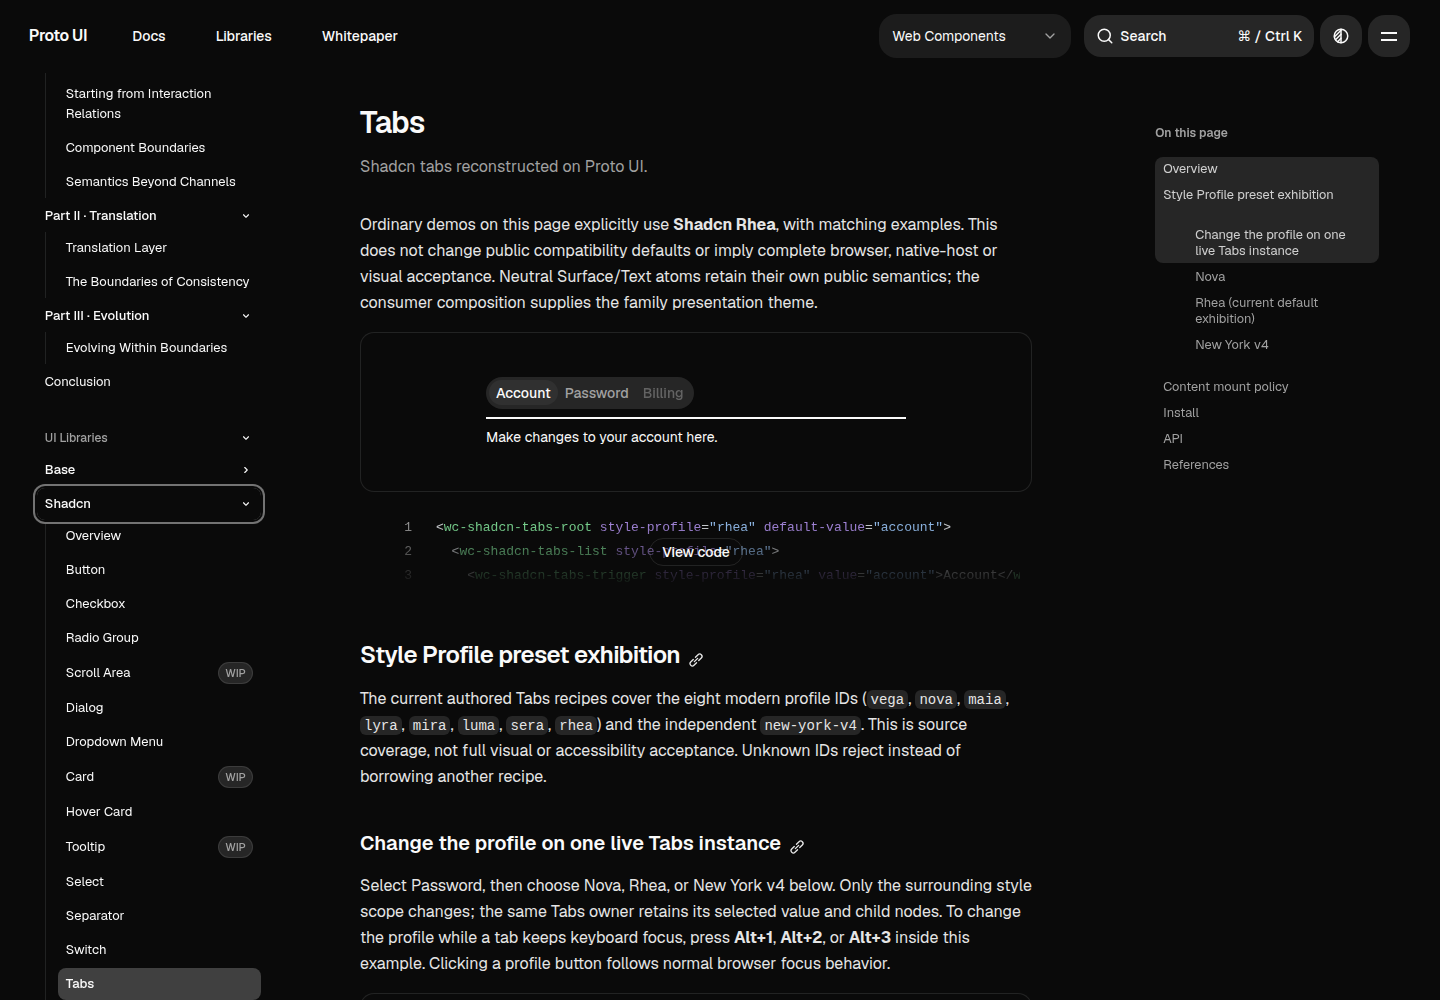 Proto UI
Docs
Libraries
Whitepaper
Web Components
Search
⌘ / Ctrl K
Starting from Interaction
Relations
Component Boundaries
Semantics Beyond Channels
Part II · Translation
Translation Layer
The Boundaries of Consistency
Part III · Evolution
Evolving Within Boundaries
Conclusion
UI Libraries
Base
Shadcn
Overview
Button
Checkbox
Radio Group
Scroll Area WIP
Dialog
Dropdown Menu
Card WIP
Hover Card
Tooltip WIP
Select
Separator
Switch
Tabs
Tabs
Shadcn tabs reconstructed on Proto UI.
Ordinary demos on this page explicitly use Shadcn Rhea, with matching examples. This
does not change public compatibility defaults or imply complete browser, native-host or
visual acceptance. Neutral Surface/Text atoms retain their own public semantics; the
consumer composition supplies the family presentation theme.
Account Password Billing
Make changes to your account here.
1 <wc-shadcn-tabs-root style-profile="rhea" default-value="account">
2 <wc-shadcn-tabs-list style-profile="rhea">
View code
3 <wc-shadcn-tabs-trigger style-profile="rhea" value="account">Account</w
Style Profile preset exhibition
The current authored Tabs recipes cover the eight modern profile IDs (vega, nova, maia,
lyra, mira, luma, sera, rhea) and the independent new-york-v4. This is source
coverage, not full visual or accessibility acceptance. Unknown IDs reject instead of
borrowing another recipe.
Change the profile on one live Tabs instance
Select Password, then choose Nova, Rhea, or New York v4 below. Only the surrounding style
scope changes; the same Tabs owner retains its selected value and child nodes. To change
the profile while a tab keeps keyboard focus, press Alt+1, Alt+2, or Alt+3 inside this
example. Clicking a profile button follows normal browser focus behavior.
On this page
Overview
Style Profile preset exhibition
Change the profile on one
live Tabs instance
Nova
Rhea (current default
exhibition)
New York v4
Content mount policy
Install
API
References